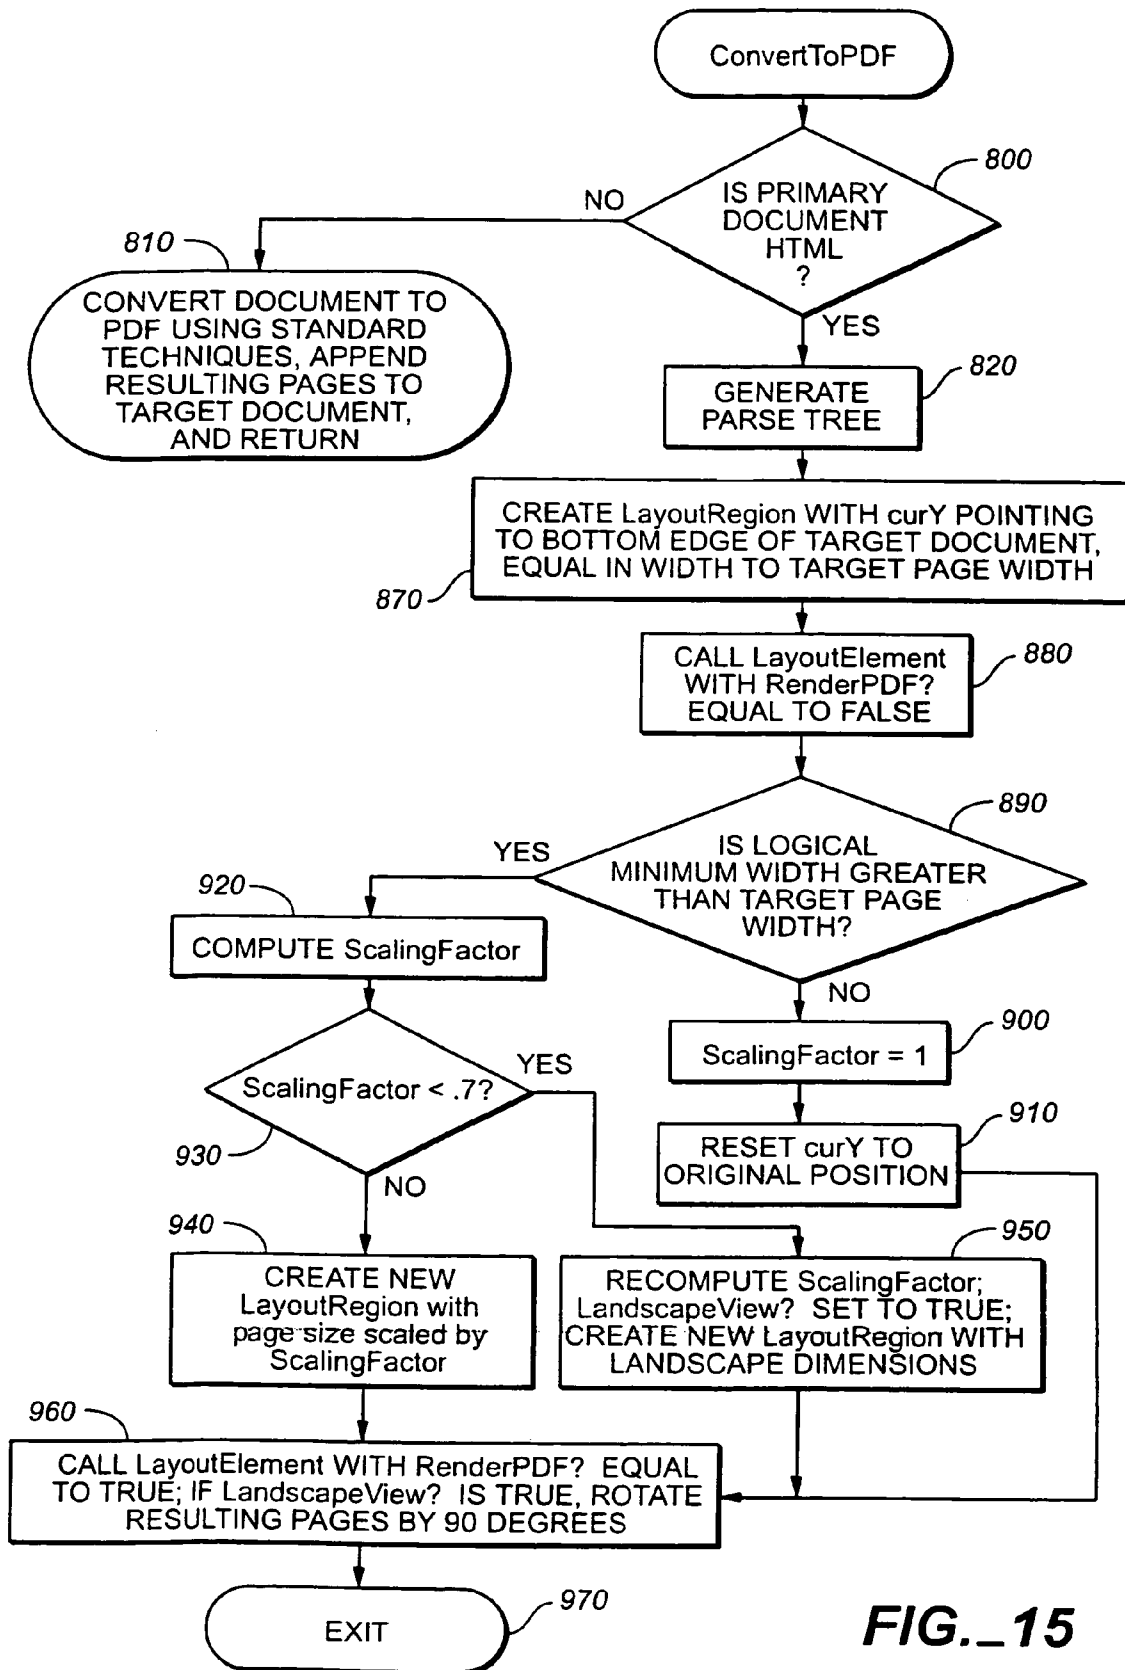 ConvertToPDF
800
IS PRIMARY
DOCUMENT
HTML
?
NO
YES
810
CONVERT DOCUMENT TO
PDF USING STANDARD
TECHNIQUES, APPEND
RESULTING PAGES TO
TARGET DOCUMENT,
AND RETURN
820
GENERATE
PARSE TREE
CREATE LayoutRegion WITH curY POINTING
TO BOTTOM EDGE OF TARGET DOCUMENT,
EQUAL IN WIDTH TO TARGET PAGE WIDTH
870
CALL LayoutElement
WITH RenderPDF?
EQUAL TO FALSE
880
890
IS LOGICAL
MINIMUM WIDTH GREATER
THAN TARGET PAGE
WIDTH?
YES
NO
920
COMPUTE ScalingFactor
900
ScalingFactor = 1
ScalingFactor < .7?
YES
930
NO
910
RESET curY TO
ORIGINAL POSITION
940
CREATE NEW
LayoutRegion with
page size scaled by
ScalingFactor
950
RECOMPUTE ScalingFactor;
LandscapeView? SET TO TRUE;
CREATE NEW LayoutRegion WITH
LANDSCAPE DIMENSIONS
960
CALL LayoutElement WITH RenderPDF? EQUAL
TO TRUE; IF LandscapeView? IS TRUE, ROTATE
RESULTING PAGES BY 90 DEGREES
EXIT
970
FIG._15